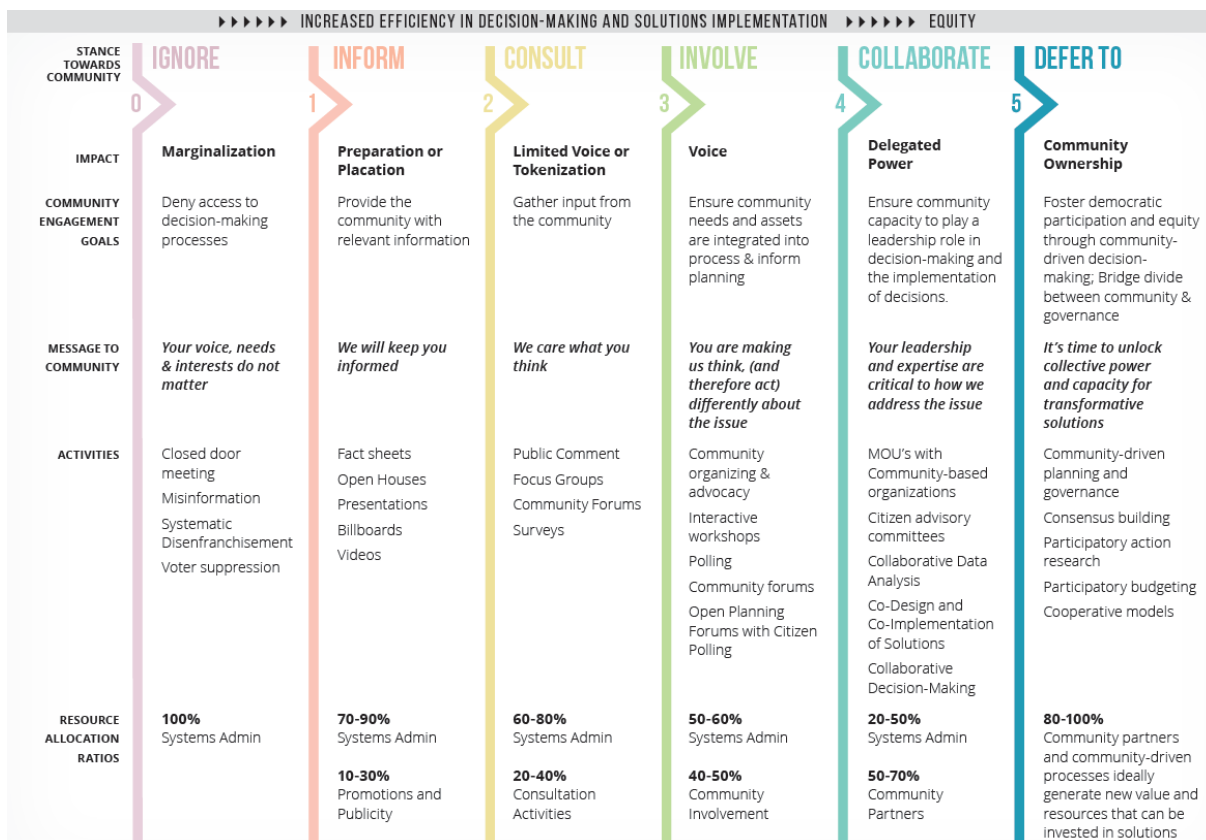 INCREASED EFFICIENCY IN DECISION-MAKING AND SOLUTIONS IMPLEMENTATION EQUITY
STANCE
TOWARDS
COMMUNITY
IGNORE
0
INFORM
1
CONSULT
2
INVOLVE
3
COLLABORATE
4
DEFER TO
5
IMPACT
Marginalization
Preparation or
Placation
Limited Voice or
Tokenization
Voice
Delegated
Power
Community
Ownership
COMMUNITY
ENGAGEMENT
GOALS
Deny access to
decision-making
processes
Provide the
community with
relevant information
Gather input from
the community
Ensure community
needs and assets
are integrated into
process & inform
planning
Ensure community
capacity to play a
leadership role in
decision-making and
the implementation
of decisions.
Foster democratic
participation and equity
through community-
driven decision-
making; Bridge divide
between community &
governance
MESSAGE TO
COMMUNITY
Your voice, needs
& interests do not
matter
We will keep you
informed
We care what you
think
You are making
us think, (and
therefore act)
differently about
the issue
Your leadership
and expertise are
critical to how we
address the issue
It's time to unlock
collective power
and capacity for
transformative
solutions
ACTIVITIES
Closed door
meeting
Misinformation
Systematic
Disenfranchisement
Voter suppression
Fact sheets
Open Houses
Presentations
Billboards
Videos
Public Comment
Focus Groups
Community Forums
Surveys
Community
organizing &
advocacy
Interactive
workshops
Polling
Community forums
Open Planning
Forums with Citizen
Polling
MOU's with
Community-based
organizations
Citizen advisory
committees
Collaborative Data
Analysis
Co-Design and
Co-Implementation
of Solutions
Collaborative
Decision-Making
Community-driven
planning and
governance
Consensus building
Participatory action
research
Participatory budgeting
Cooperative models
RESOURCE
ALLOCATION
RATIOS
100%
Systems Admin
70-90%
Systems Admin
10-30%
Promotions and
Publicity
60-80%
Systems Admin
20-40%
Consultation
Activities
50-60%
Systems Admin
40-50%
Community
Involvement
20-50%
Systems Admin
50-70%
Community
Partners
80-100%
Community partners
and community-driven
processes ideally
generate new value and
resources that can be
invested in solutions